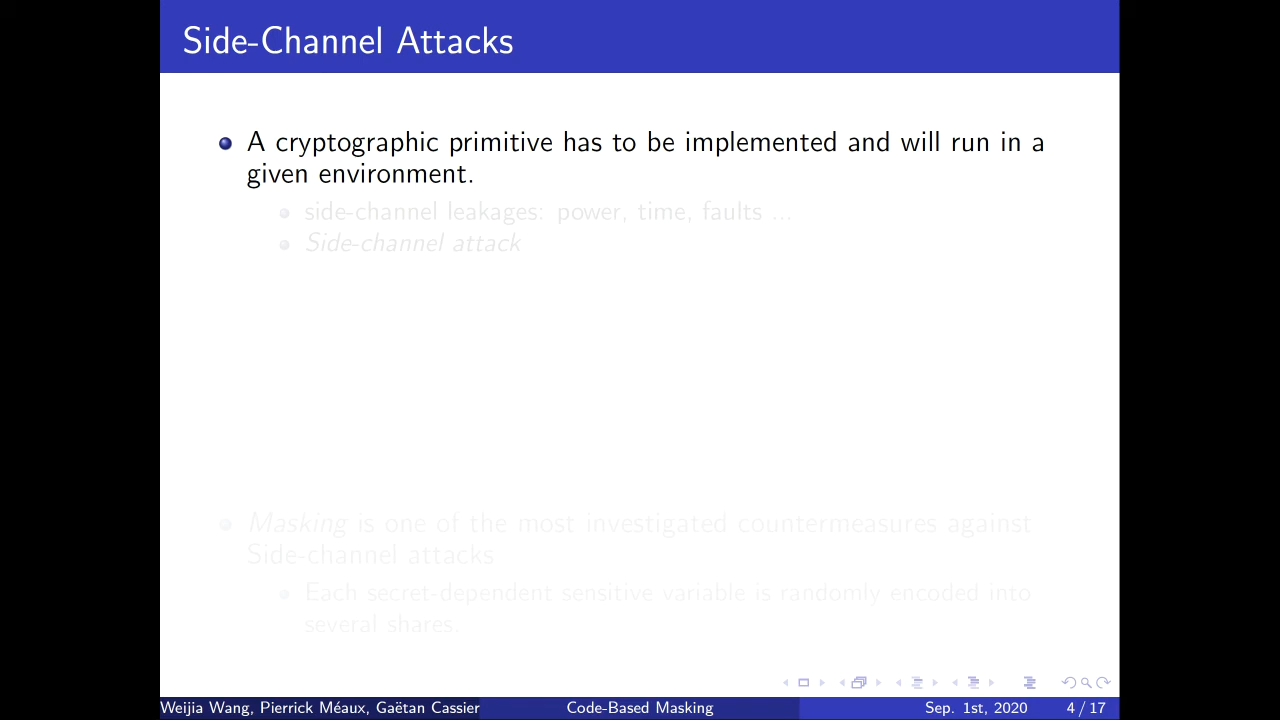 Side-Channel Attacks
A cryptographic primitive has to be implemented and will run in a
given environment.
side-channel leakages: power, time, faults ...
Side-channel attack
Masking is one of the most investigated countermeasures against
Side-channel attacks
Each secret-dependent sensitive variable is randomly encoded into
several shares.
Weijia Wang, Pierrick Méaux, Gaëtan Cassier Code-Based Masking Sep. 1st, 2020 4 / 17